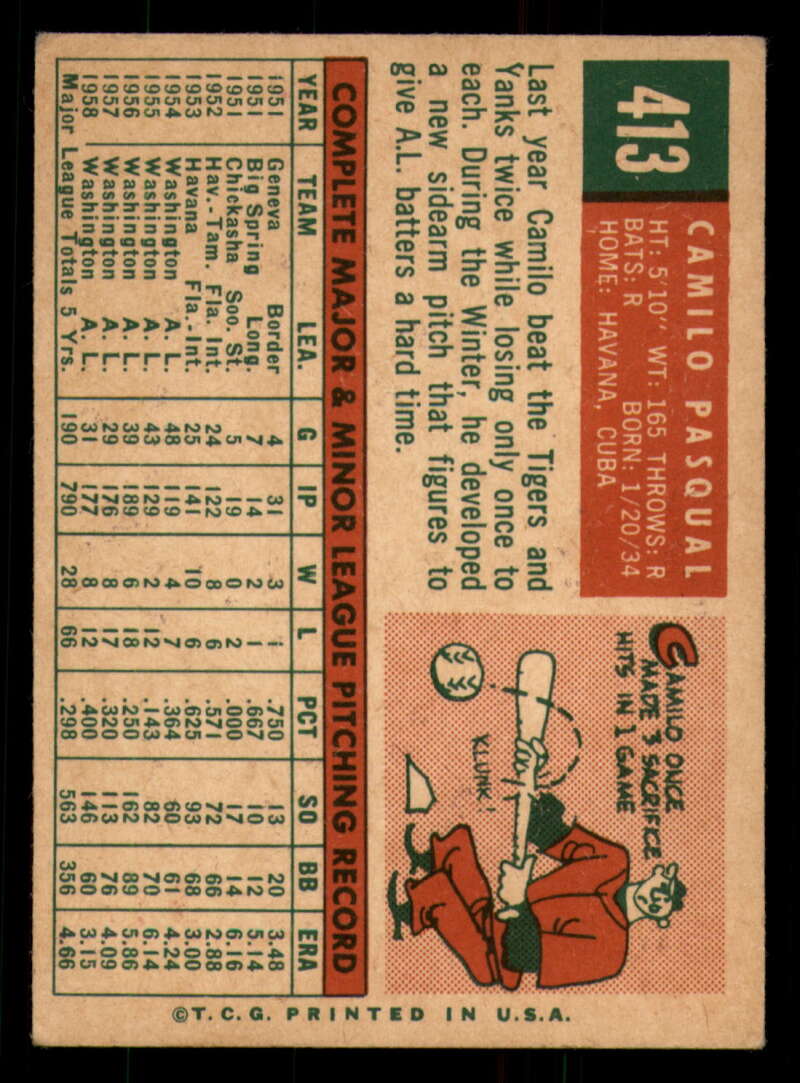 413
CAMILO PASQUAL
HT: 5'10" WT: 165 THROWS: R
BATS: R BORN: 1/20/34
HOME: HAVANA, CUBA
Last year Camilo beat the Tigers and
Yanks twice while losing only once to
each. During the Winter, he developed
a new sidearm pitch that figures to
give A.L. batters a hard time.
CAMILO ONCE
MADE 3 SACRIFICE
HITS IN 1 GAME
KLUNK!
COMPLETE MAJOR & MINOR LEAGUE PITCHING RECORD
YEAR TEAM LEA. G IP W L PCT SO BB ERA
1951 Geneva Border 4 31 3 1 .750 13 20 3.48
1951 Big Spring Long. 7 14 2 1 .667 10 12 5.14
1951 Chickasha Soo. St. 5 19 0 2 .000 17 14 6.16
1952 Hav.-Tam. Fla. Int. 24 122 8 6 .571 72 66 2.88
1953 Havana Fla.-Int. 25 141 10 6 .625 93 68 3.00
1954 Washington A. L. 48 119 4 7 .364 60 61 4.24
1955 Washington A. L. 43 129 2 12 .143 82 70 6.14
1956 Washington A. L. 39 189 6 18 .250 162 89 5.86
1957 Washington A. L. 29 176 8 17 .320 113 76 4.09
1958 Washington A. L. 31 177 8 12 .400 146 60 3.15
Major League Totals 5 Yrs. 190 790 28 66 .298 563 356 4.66
©T.C.G. PRINTED IN U.S.A.